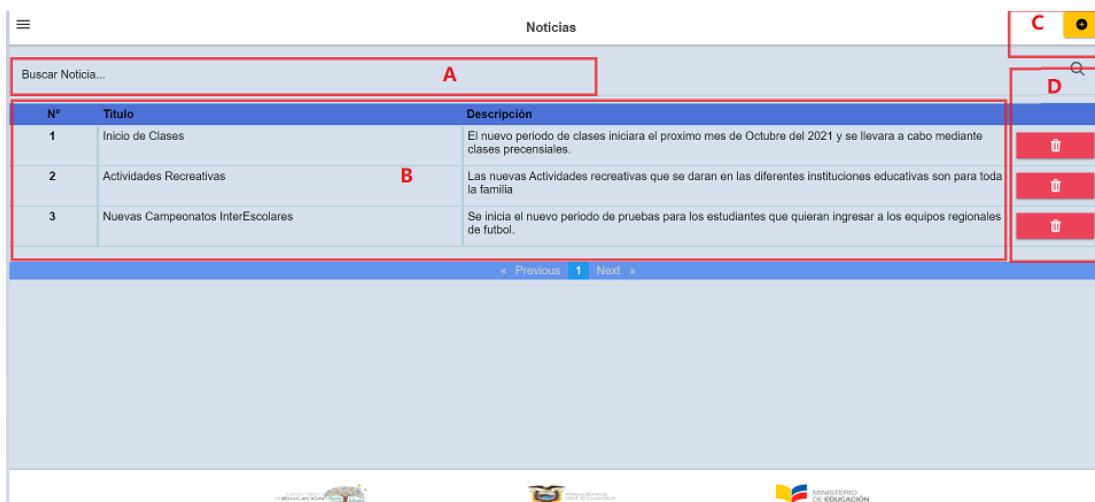 Noticias
C
Buscar Noticia...
A
D
N° Titulo Descripción
1 Inicio de Clases El nuevo periodo de clases iniciara el proximo mes de Octubre del 2021 y se llevara a cabo mediante
clases precensiales.
2 Actividades Recreativas B Las nuevas Actividades recreativas que se daran en las diferentes instituciones educativas son para toda
la familia
3 Nuevas Campeonatos InterEscolares Se inicia el nuevo periodo de pruebas para los estudiantes que quieran ingresar a los equipos regionales
de futbol.
« Previous 1 Next »
MINISTERIO
DE EDUCACIÓN